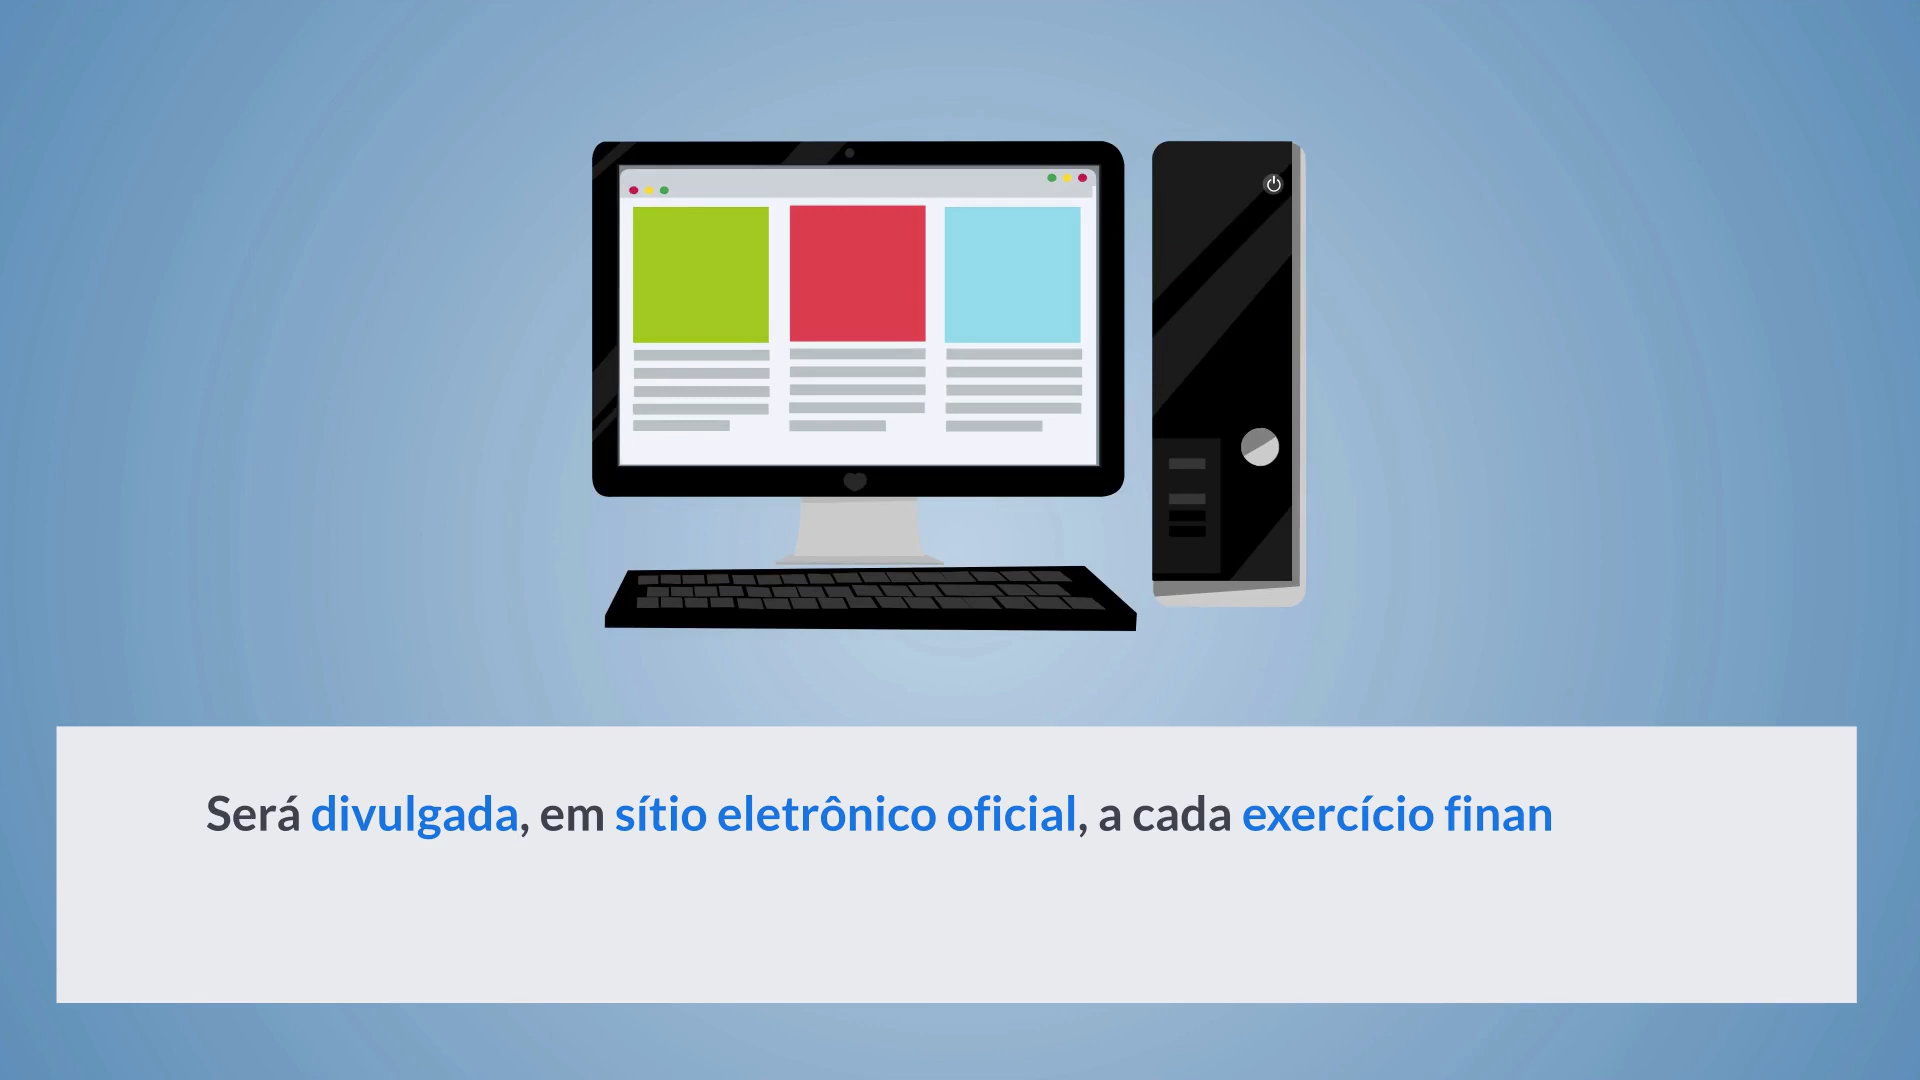 Será divulgada, em sítio eletrônico oficial, a cada exercício finan